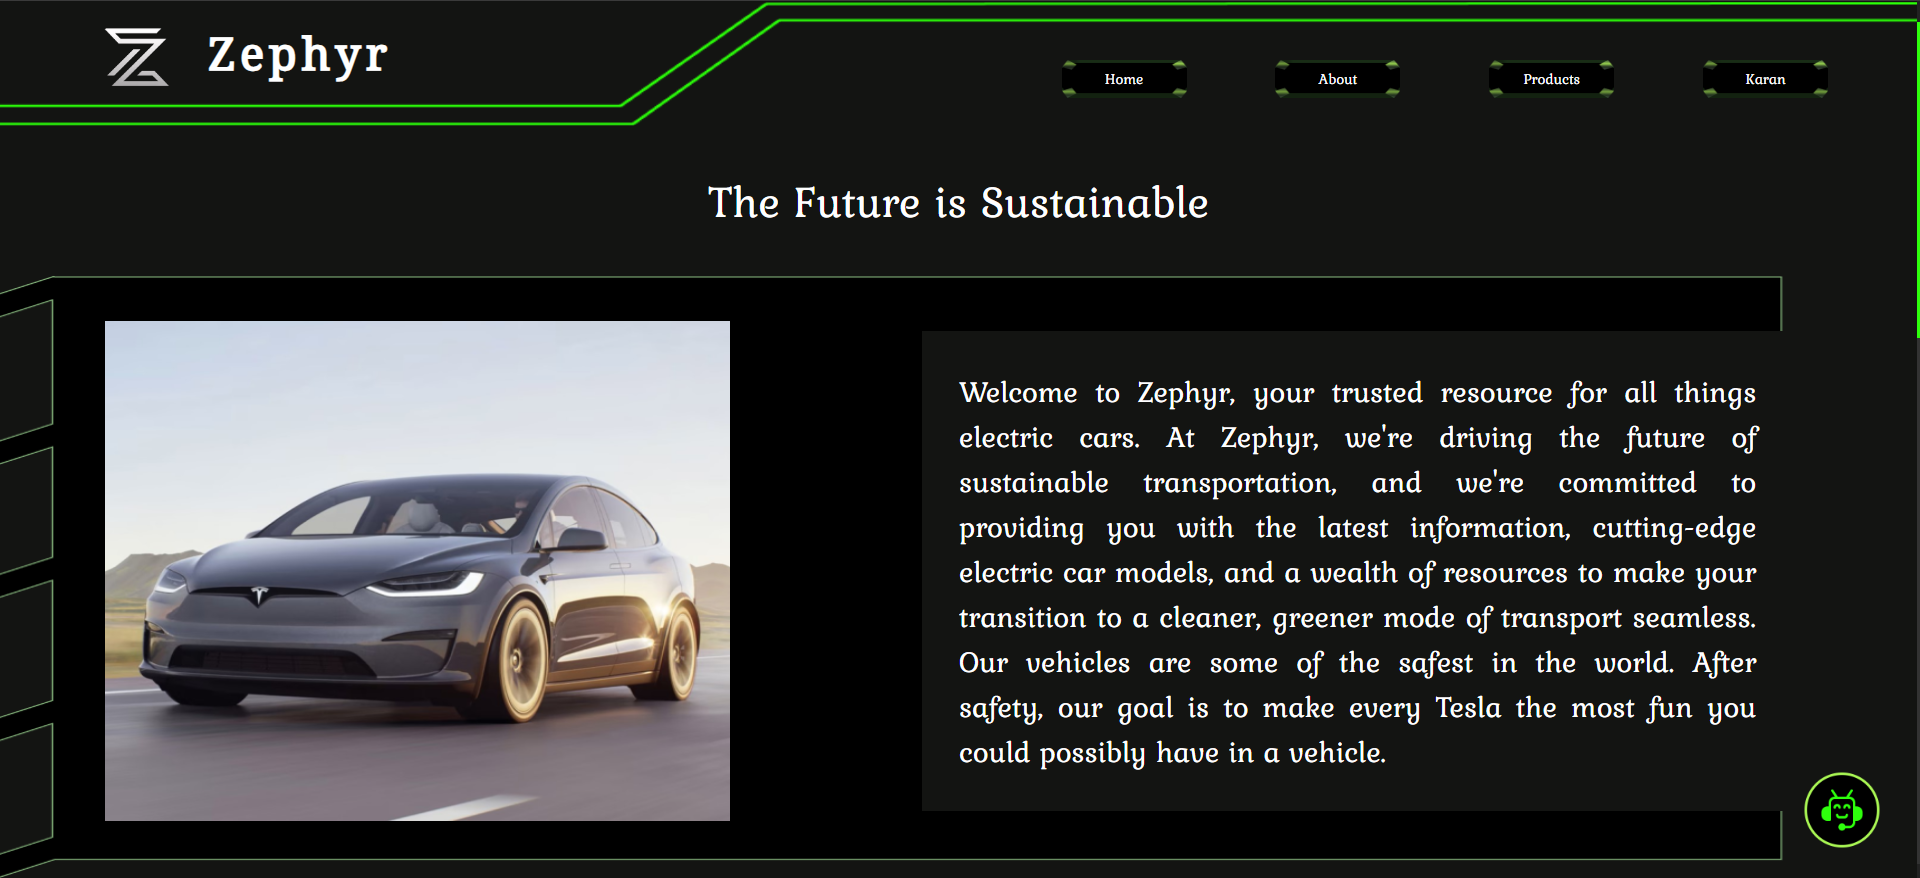 Zephyr
Home
About
Products
Karan
The Future is Sustainable
Welcome to Zephyr, your trusted resource for all things
electric cars. At Zephyr, we're driving the future of
sustainable transportation, and we're committed to
providing you with the latest information, cutting-edge
electric car models, and a wealth of resources to make your
transition to a cleaner, greener mode of transport seamless.
Our vehicles are some of the safest in the world. After
safety, our goal is to make every Tesla the most fun you
could possibly have in a vehicle.